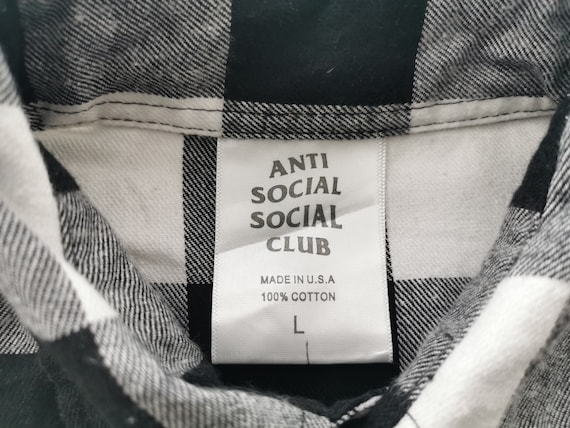 ANTI
SOCIAL
SOCIAL
CLUB
MADE IN U.S.A
100% COTTON
L